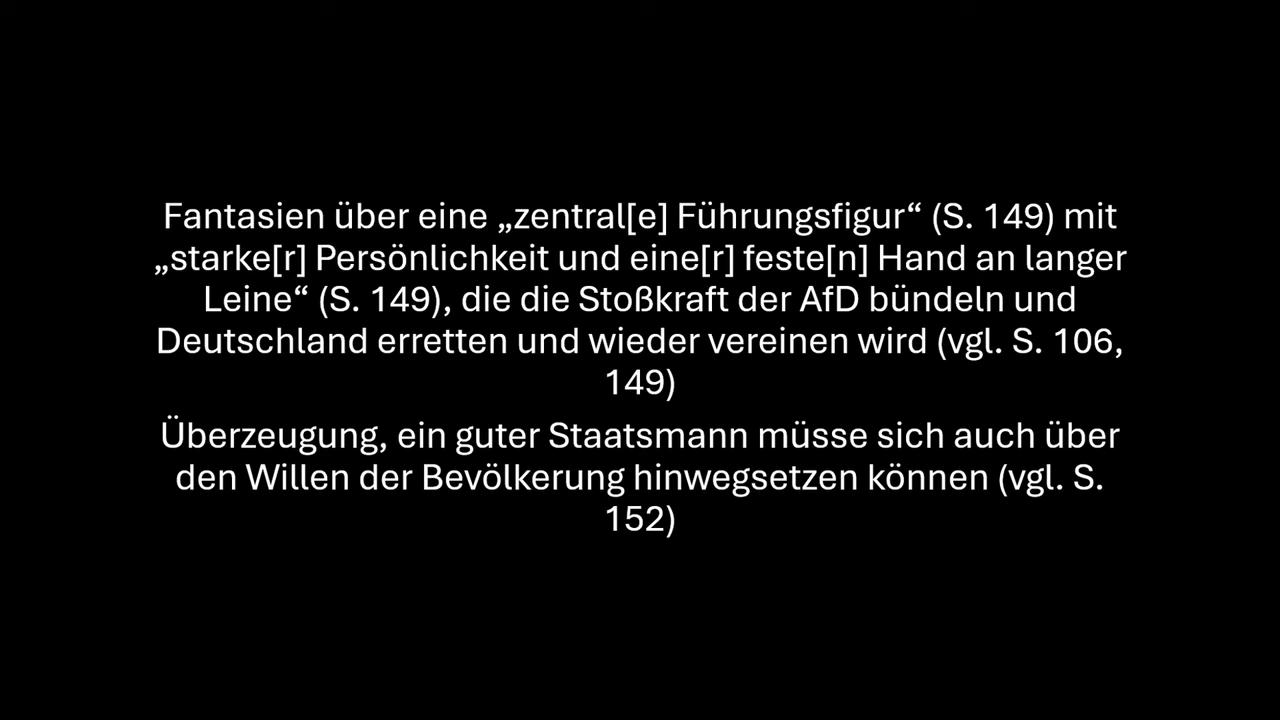 Fantasien über eine „zentral[e] Führungsfigur“ (S. 149) mit
„starke[r] Persönlichkeit und eine[r] feste[n] Hand an langer
Leine“ (S. 149), die die Stoßkraft der AfD bündeln und
Deutschland erretten und wieder vereinen wird (vgl. S. 106,
149)
Überzeugung, ein guter Staatsmann müsse sich auch über
den Willen der Bevölkerung hinwegsetzen können (vgl. S.
152)